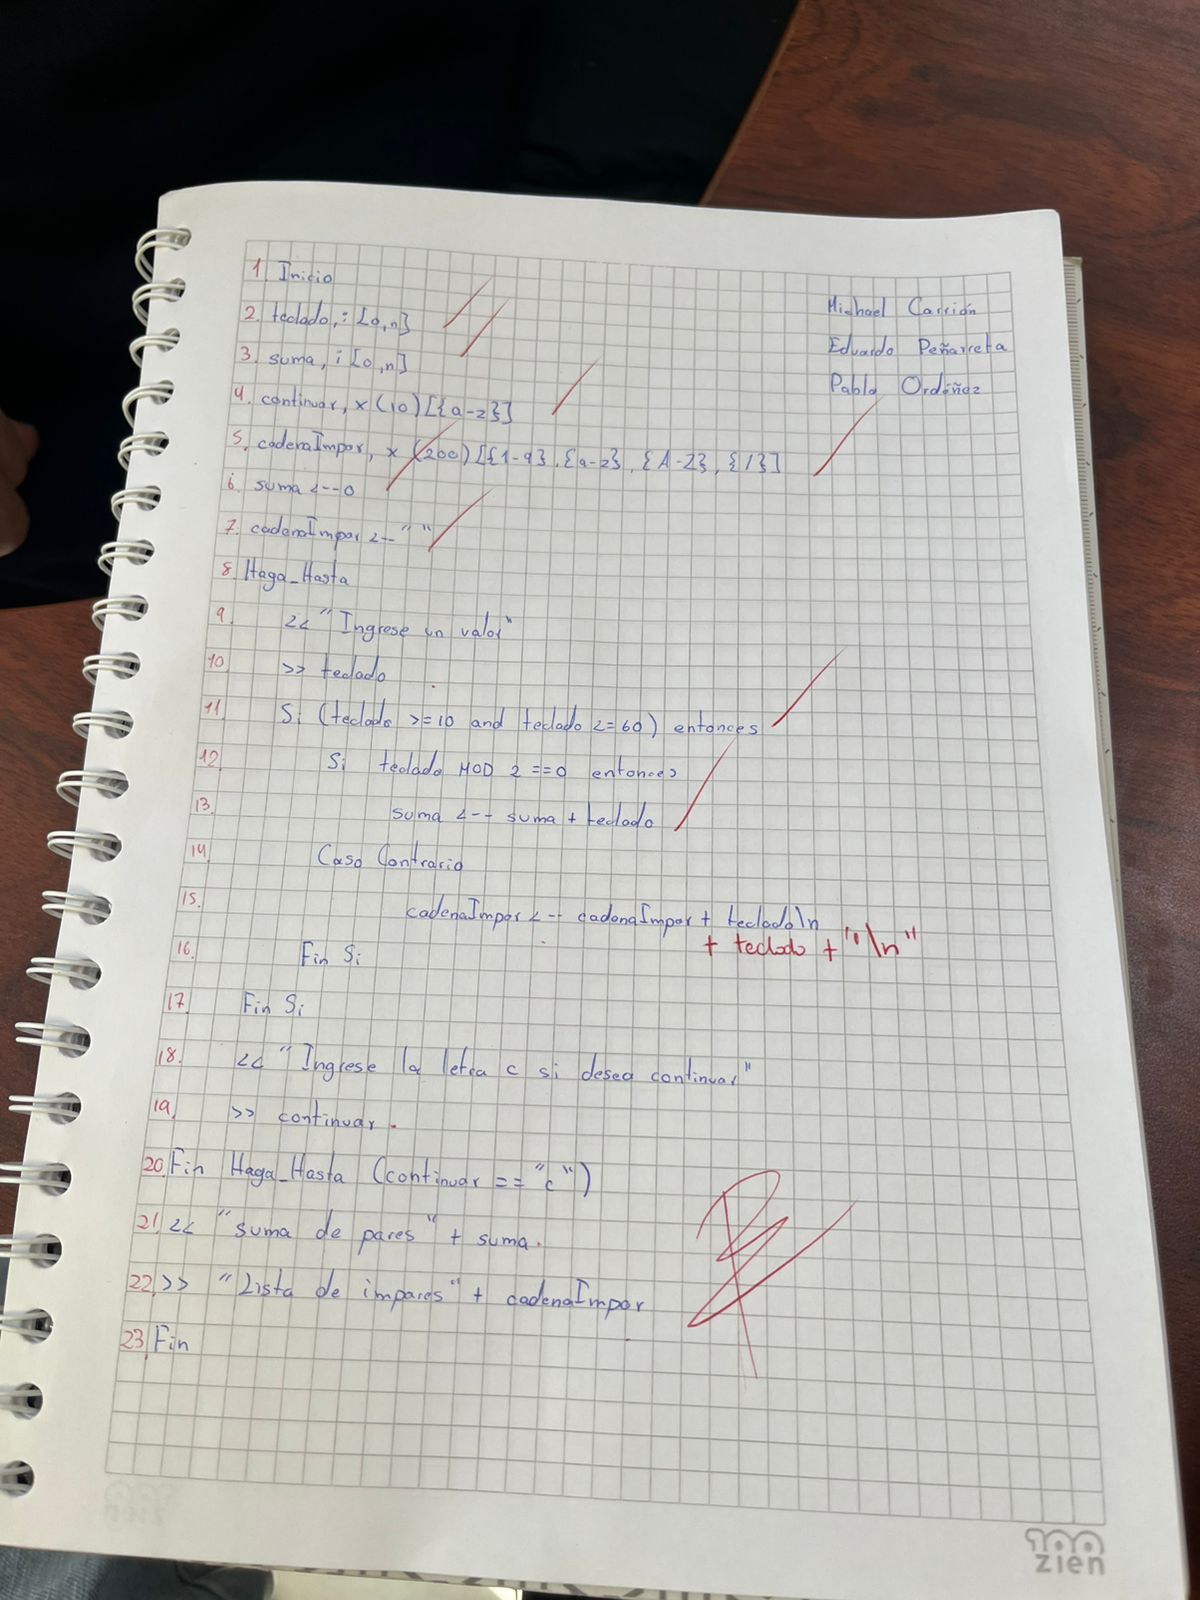 1. Inicio
2. teclado, i [0,n]
3. suma, i [0,n]
4. continuar, x (10) [{a-z}]
5. cadenaImpar, x (200) [{1-9}, {a-z}, {A-Z}, {/}]
6. suma <--0
7. cadenaImpar <-- " "
8. Haga_Hasta
9. << "Ingrese un valor"
10. >> teclado
11. Si (teclado >=10 and teclado <=60) entonces
12. Si teclado MOD 2 ==0 entonces
13. suma <-- suma + teclado
14. Caso Contrario
15. cadenaImpar <-- cadenaImpar + teclado\n
+ teclado + "\n"
16. Fin Si
17. Fin Si
18. << "Ingrese la letra c si desea continuar"
19. >> continuar
20. Fin Haga_Hasta (continuar == "c")
21. << "suma de pares" + suma
22. >> "Lista de impares" + cadenaImpar
23. Fin
Michael Carrión
Eduardo Peñarreta
Pablo Ordóñez
100
zien